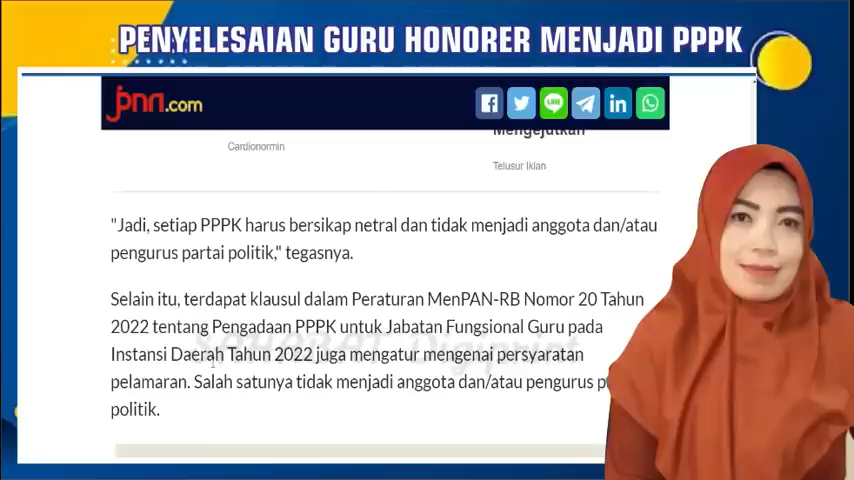 PENYELESAIAN GURU HONORER MENJADI PPPK
jpnn.com
Mengejutkan
Cardionormin
Telusur Iklan
"Jadi, setiap PPPK harus bersikap netral dan tidak menjadi anggota dan/atau
pengurus partai politik," tegasnya.
Selain itu, terdapat klausul dalam Peraturan MenPAN-RB Nomor 20 Tahun
2022 tentang Pengadaan PPPK untuk Jabatan Fungsional Guru pada
Instansi Daerah Tahun 2022 juga mengatur mengenai persyaratan
pelamaran. Salah satunya tidak menjadi anggota dan/atau pengurus
politik.
Digiprint